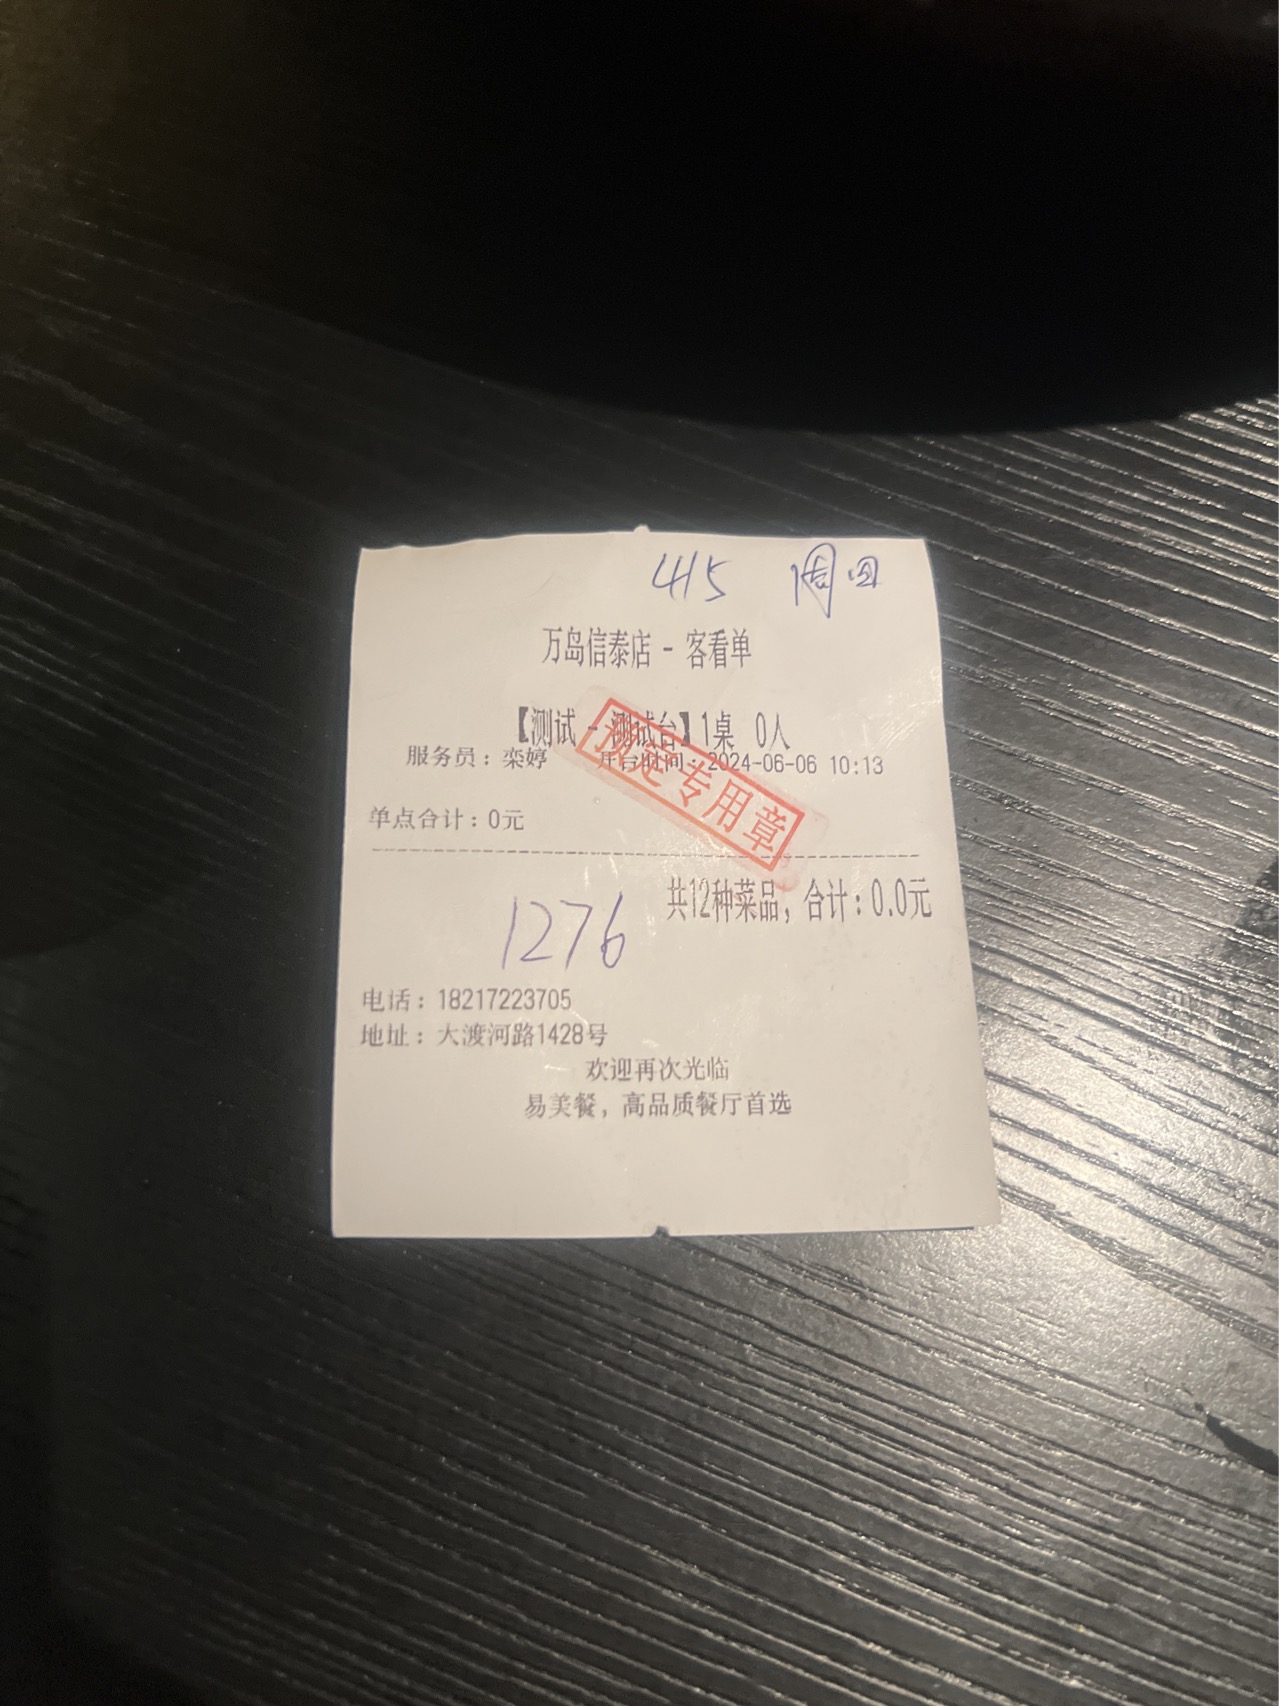 415 周四
万岛信泰店 - 客看单
【测试 - 测试台】1桌 0人
服务员：栾婷 开台时间：2024-06-06 10:13
预定专用章
单点合计：0元
共12种菜品，合计：0.0元
1276
电话：18217223705
地址：大渡河路1428号
欢迎再次光临
易美餐，高品质餐厅首选